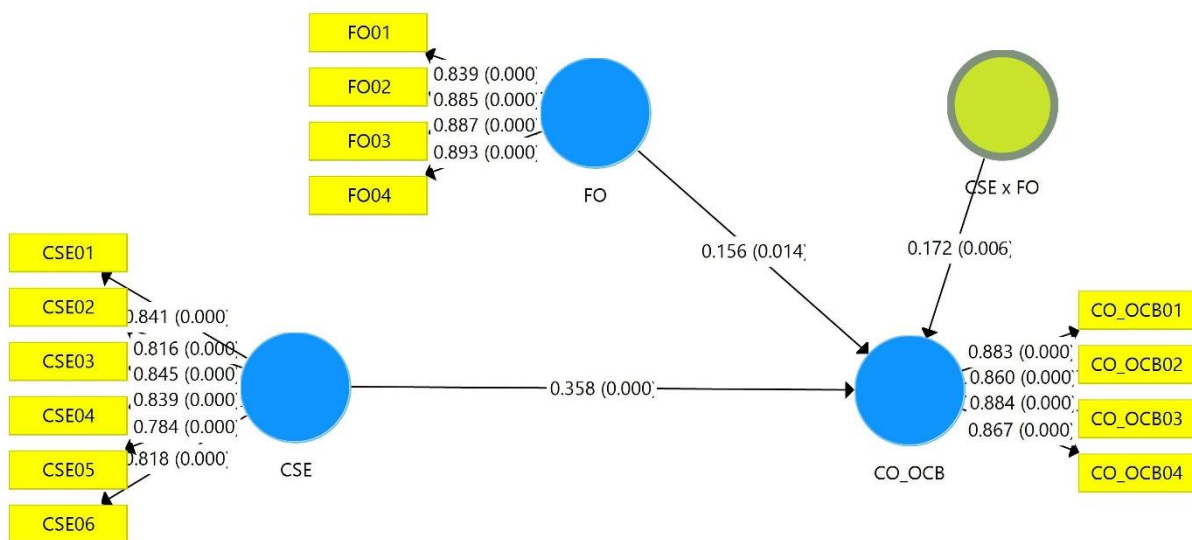 FO01
FO02
FO03
FO04
0.839 (0.000)
0.885 (0.000)
0.887 (0.000)
0.893 (0.000)
FO
CSE x FO
0.156 (0.014)
0.172 (0.006)
CSE01
CSE02
CSE03
CSE04
CSE05
CSE06
0.841 (0.000)
0.816 (0.000)
0.845 (0.000)
0.839 (0.000)
0.784 (0.000)
0.818 (0.000)
CSE
0.358 (0.000)
CO_OCB
0.883 (0.000)
0.860 (0.000)
0.884 (0.000)
0.867 (0.000)
CO_OCB01
CO_OCB02
CO_OCB03
CO_OCB04